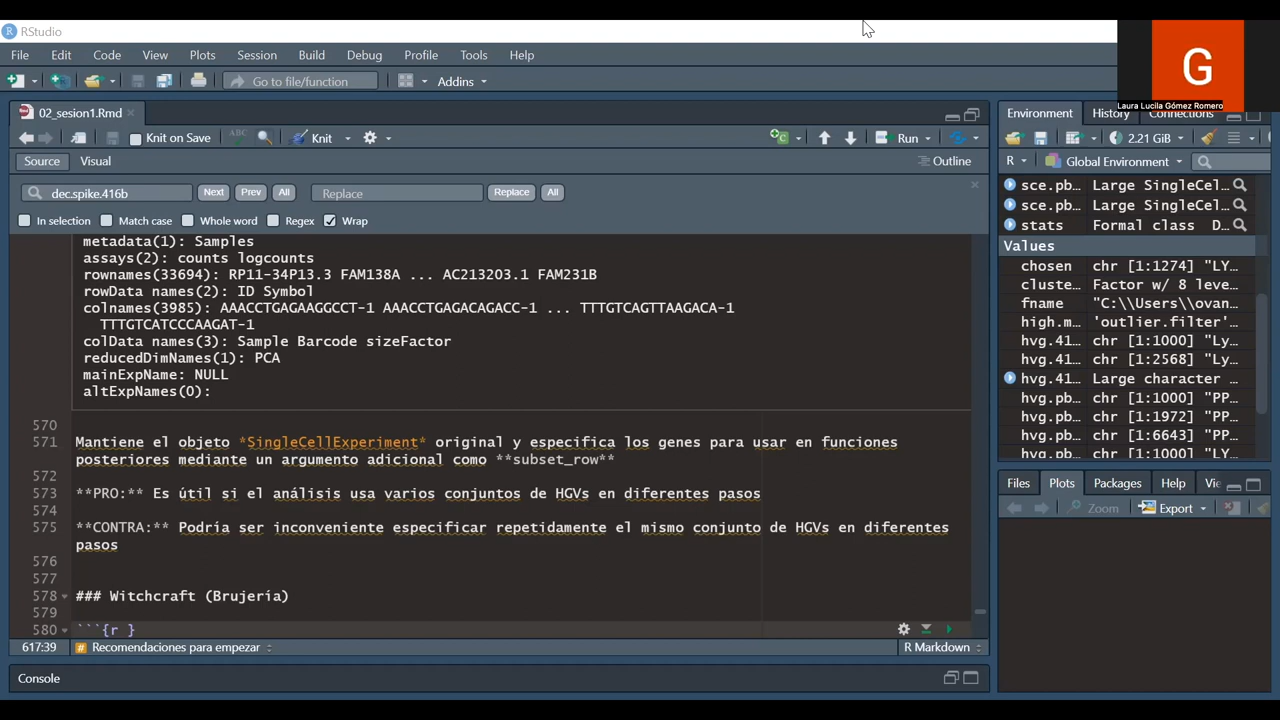 RStudio
File Edit Code View Plots Session Build Debug Profile Tools Help
G
Laura Lucila Gómez Romero
Go to file/function Addins
02_sesion1.Rmd
Environment History Connections
Knit on Save ABC Knit Run
2.21 GiB
Source Visual Outline
R Global Environment
dec.spike.416b Next Prev All Replace Replace All
In selection Match case Whole word Regex Wrap
sce.pb… Large SingleCel…
sce.pb… Large SingleCel…
stats Formal class D…
Values
chosen chr [1:1274] "LY…
cluste… Factor w/ 8 leve…
fname "C:\\Users\\ovan…
high.m… 'outlier.filter'…
hvg.41… chr [1:1000] "Ly…
hvg.41… chr [1:2568] "Ly…
hvg.41… Large character
hvg.pb… chr [1:1000] "PP…
hvg.pb… chr [1:1972] "PP…
hvg.pb… chr [1:6643] "PP…
hvg.pb… chr [1:1000] "LY…
metadata(1): Samples
assays(2): counts logcounts
rownames(33694): RP11-34P13.3 FAM138A ... AC213203.1 FAM231B
rowData names(2): ID Symbol
colnames(3985): AAACCTGAGAAGGCCT-1 AAACCTGAGACAGACC-1 ... TTTGTCAGTTAAGACA-1
TTTGTCATCCCAAGAT-1
colData names(3): Sample Barcode sizeFactor
reducedDimNames(1): PCA
mainExpName: NULL
altExpNames(0):
570
571 Mantiene el objeto *SingleCellExperiment* original y especifica los genes para usar en funciones
posteriores mediante un argumento adicional como **subset_row**
572
573 **PRO:** Es útil si el análisis usa varios conjuntos de HGVs en diferentes pasos
574
575 **CONTRA:** Podría ser inconveniente especificar repetidamente el mismo conjunto de HGVs en diferentes
pasos
576
577
578 ### Witchcraft (Brujería)
579
580 ```{r }
617:39 # Recomendaciones para empezar R Markdown
Console
Files Plots Packages Help Vi
Zoom Export